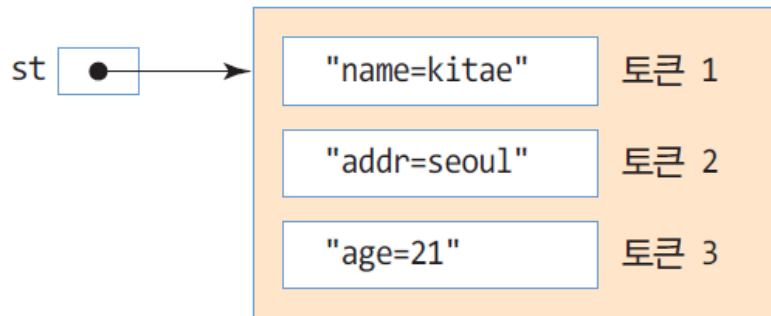 st "name=kitae" 토큰 1
"addr=seoul" 토큰 2
"age=21" 토큰 3